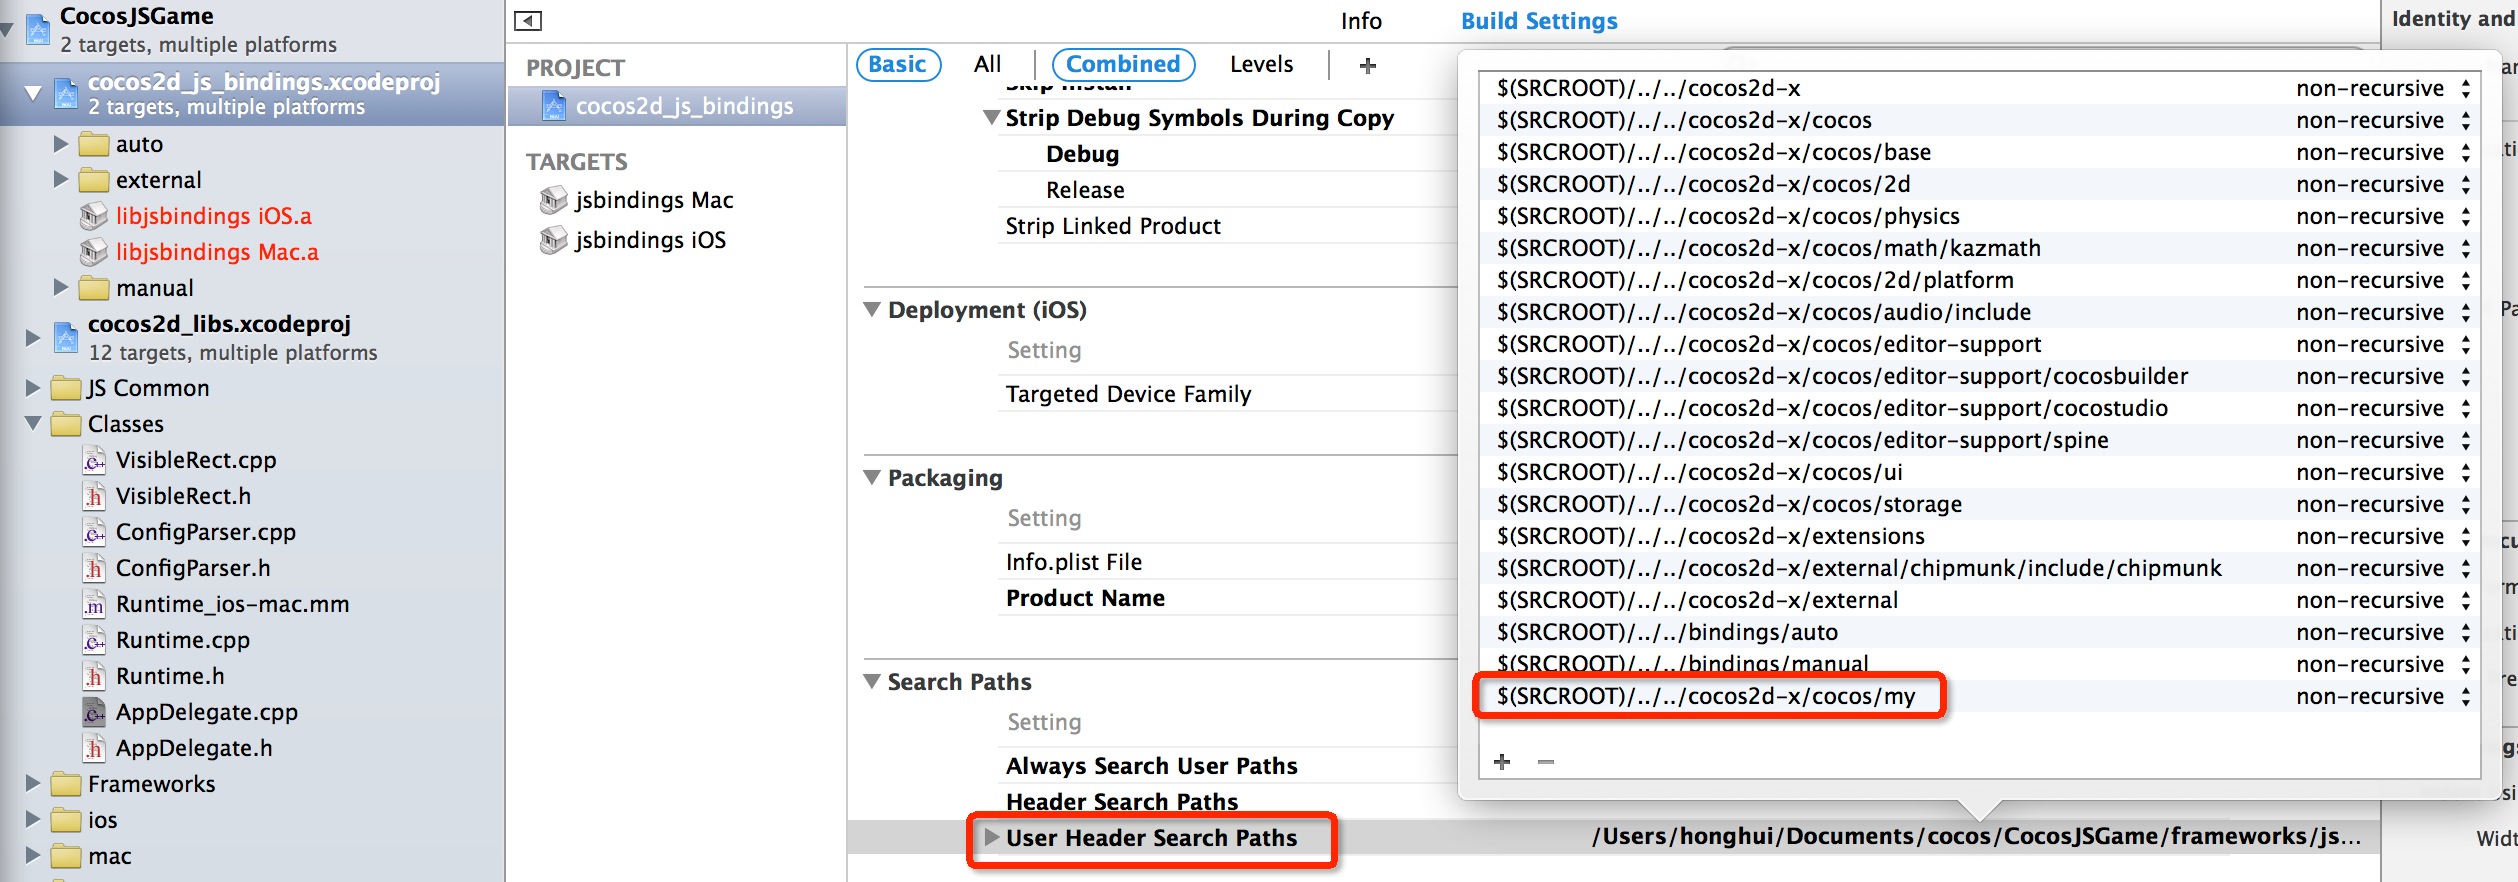 CocosJSGame
2 targets, multiple platforms
cocos2d_js_bindings.xcodeproj
2 targets, multiple platforms
auto
external
libjsbindings iOS.a
libjsbindings Mac.a
manual
cocos2d_libs.xcodeproj
12 targets, multiple platforms
JS Common
Classes
VisibleRect.cpp
VisibleRect.h
ConfigParser.cpp
ConfigParser.h
Runtime_ios-mac.mm
Runtime.cpp
Runtime.h
AppDelegate.cpp
AppDelegate.h
Frameworks
ios
mac
PROJECT
cocos2d_js_bindings
TARGETS
jsbindings Mac
jsbindings iOS
Info Build Settings
Basic All Combined Levels +
Skip Install
Strip Debug Symbols During Copy
Debug
Release
Strip Linked Product
Deployment (iOS)
Setting
Targeted Device Family
Packaging
Setting
Info.plist File
Product Name
Search Paths
Setting
Always Search User Paths
Header Search Paths
User Header Search Paths /Users/honghui/Documents/cocos/CocosJSGame/frameworks/js...
$(SRCROOT)/../../cocos2d-x non-recursive
$(SRCROOT)/../../cocos2d-x/cocos non-recursive
$(SRCROOT)/../../cocos2d-x/cocos/base non-recursive
$(SRCROOT)/../../cocos2d-x/cocos/2d non-recursive
$(SRCROOT)/../../cocos2d-x/cocos/physics non-recursive
$(SRCROOT)/../../cocos2d-x/cocos/math/kazmath non-recursive
$(SRCROOT)/../../cocos2d-x/cocos/2d/platform non-recursive
$(SRCROOT)/../../cocos2d-x/cocos/audio/include non-recursive
$(SRCROOT)/../../cocos2d-x/cocos/editor-support non-recursive
$(SRCROOT)/../../cocos2d-x/cocos/editor-support/cocosbuilder non-recursive
$(SRCROOT)/../../cocos2d-x/cocos/editor-support/cocostudio non-recursive
$(SRCROOT)/../../cocos2d-x/cocos/editor-support/spine non-recursive
$(SRCROOT)/../../cocos2d-x/cocos/ui non-recursive
$(SRCROOT)/../../cocos2d-x/cocos/storage non-recursive
$(SRCROOT)/../../cocos2d-x/extensions non-recursive
$(SRCROOT)/../../cocos2d-x/external/chipmunk/include/chipmunk non-recursive
$(SRCROOT)/../../cocos2d-x/external non-recursive
$(SRCROOT)/../../bindings/auto non-recursive
$(SRCROOT)/../../bindings/manual non-recursive
$(SRCROOT)/../../cocos2d-x/cocos/my non-recursive
+ −
Identity and
Widt